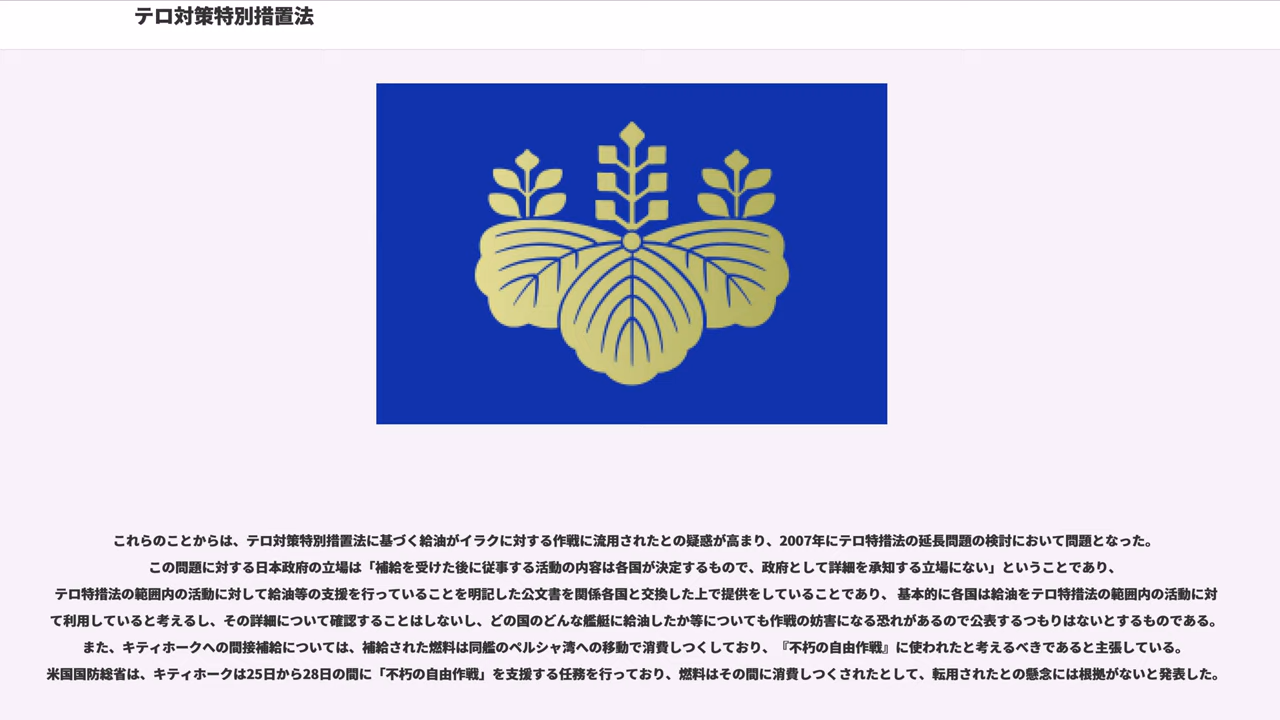 テロ対策特別措置法
これらのことからは、テロ対策特別措置法に基づく給油がイラクに対する作戦に流用されたとの疑惑が高まり、2007年にテロ特措法の延長問題の検討において問題となった。
この問題に対する日本政府の立場は「補給を受けた後に従事する活動の内容は各国が決定するもので、政府として詳細を承知する立場にない」ということであり、
テロ特措法の範囲内の活動に対して給油等の支援を行っていることを明記した公文書を関係各国と交換した上で提供をしていることであり、 基本的に各国は給油をテロ特措法の範囲内の活動に対
て利用していると考えるし、その詳細について確認することはしないし、どの国のどんな艦艇に給油したか等についても作戦の妨害になる恐れがあるので公表するつもりはないとするものである。
また、キティホークへの間接補給については、補給された燃料は同艦のペルシャ湾への移動で消費しつくしており、『不朽の自由作戦』に使われたと考えるべきであると主張している。
米国国防総省は、キティホークは25日から28日の間に「不朽の自由作戦」を支援する任務を行っており、燃料はその間に消費しつくされたとして、転用されたとの懸念には根拠がないと発表した。